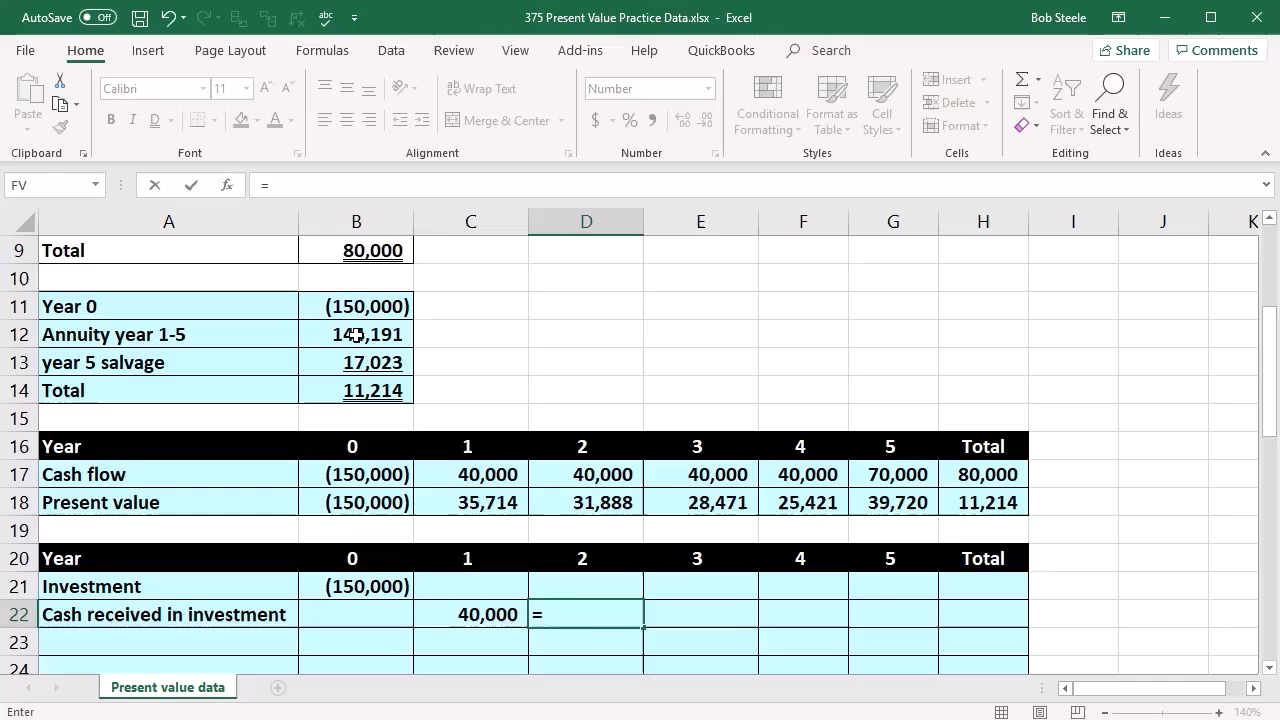 AutoSave Off 375 Present Value Practice Data.xlsx - Excel Bob Steele
File Home Insert Page Layout Formulas Data Review View Add-ins Help QuickBooks Search Share Comments
Paste Calibri 11 Wrap Text Number Conditional Formatting Format as Table Cell Styles Insert Sort & Filter Find & Select Ideas
B I D Merge & Center $ % Delete Format
Clipboard Font Alignment Number Styles Cells Editing Ideas
FV =
A B C D E F G H I J K
9 Total 80,000
10
11 Year 0 (150,000)
12 Annuity year 1-5
13 year 5 salvage 17,023
14 Total 11,214
15
16 Year 0 1 2 3 4 5 Total
17 Cash flow (150,000) 40,000 40,000 40,000 40,000 70,000 80,000
18 Present value (150,000) 35,714 31,888 28,471 25,421 39,720 11,214
19
20 Year 0 1 2 3 4 5 Total
21 Investment (150,000)
22 Cash received in investment 40,000 =
23
24
Present value data
Enter 140%